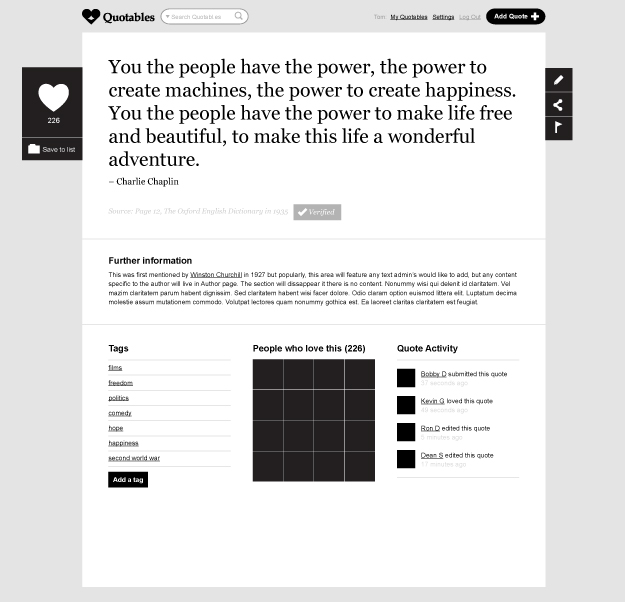 Quotables
Search Quotables
Tom
My Quotables
Settings
Log Out
Add Quote
You the people have the power, the power to
create machines, the power to create happiness.
You the people have the power to make life free
and beautiful, to make this life a wonderful
adventure.
– Charlie Chaplin
226
Save to list
Source: Page 12, The Oxford English Dictionary in 1935
Verified
Further information
This was first mentioned by Winston Churchill in 1927 but popularly, this area will feature any text admin's would like to add, but any content
specific to the author will live in Author page. The section will dissappear it there is no content. Nonummy wisi qui delenit id claritatem. Vel
mazim claritatem parum habent dignissim. Sed claritatem habent wisi facer dolore. Odio claram option euismod littera elit. Luptatum decima
molestie assum mutationem commodo. Volutpat lectores quam nonummy gothica est. Ea laoreet claritas claritatem est feugiat.
Tags
films
freedom
politics
comedy
hope
happiness
second world war
Add a tag
People who love this (226)
Quote Activity
Bobby D submitted this quote
37 seconds ago
Kevin G loved this quote
48 seconds ago
Ron D edited this quote
5 minutes ago
Dean S edited this quote
17 minutes ago